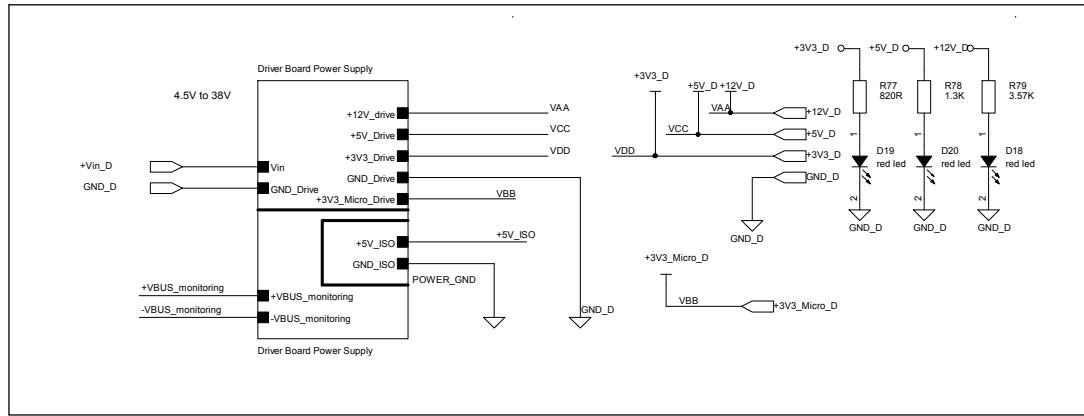 Driver Board Power Supply
4.5V to 38V
+Vin_D
GND_D
Vin
GND_Drive
+12V_drive
+5V_Drive
+3V3_Drive
GND_Drive
+3V3_Micro_Drive
+5V_ISO
GND_ISO
VAA
VCC
VDD
VBB
+5V_ISO
POWER_GND
GND_D
+VBUS_monitoring
-VBUS_monitoring
+VBUS_monitoring
-VBUS_monitoring
Driver Board Power Supply
+3V3_D
+5V_D
+12V_D
VAA
+12V_D
VCC
+5V_D
VDD
+3V3_D
GND_D
GND_D
+3V3_Micro_D
VBB
+3V3_Micro_D
+3V3_D
+5V_D
+12V_D
R77
820R
R78
1.3K
R79
3.57K
1
1
1
D19
red led
D20
red led
D18
red led
2
2
2
GND_D
GND_D
GND_D